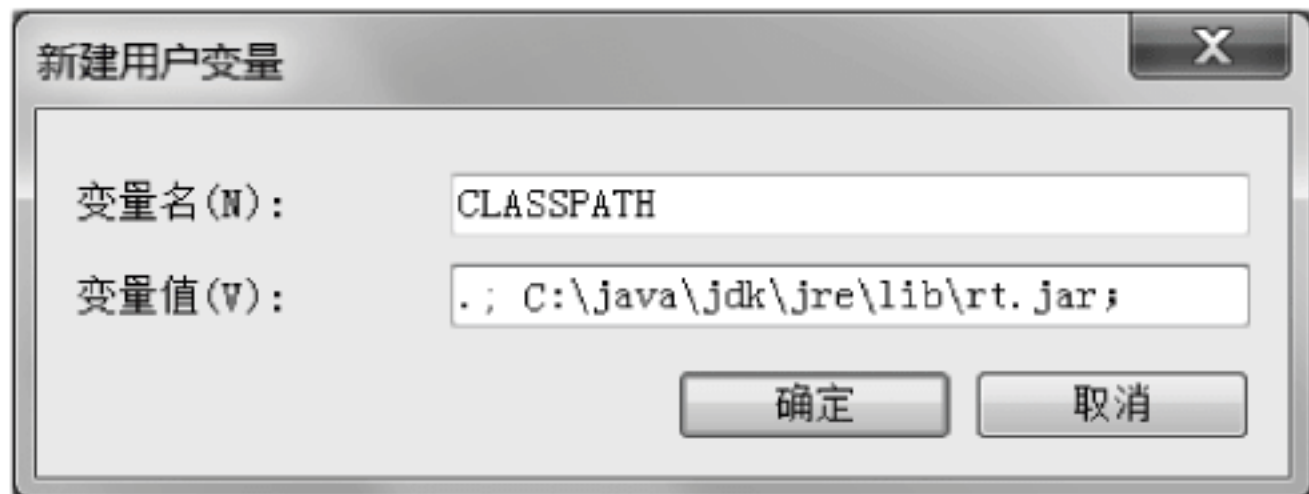 新建用户变量
变量名(N): CLASSPATH
变量值(V): .; C:\java\jdk\jre\lib\rt.jar;
确定 取消